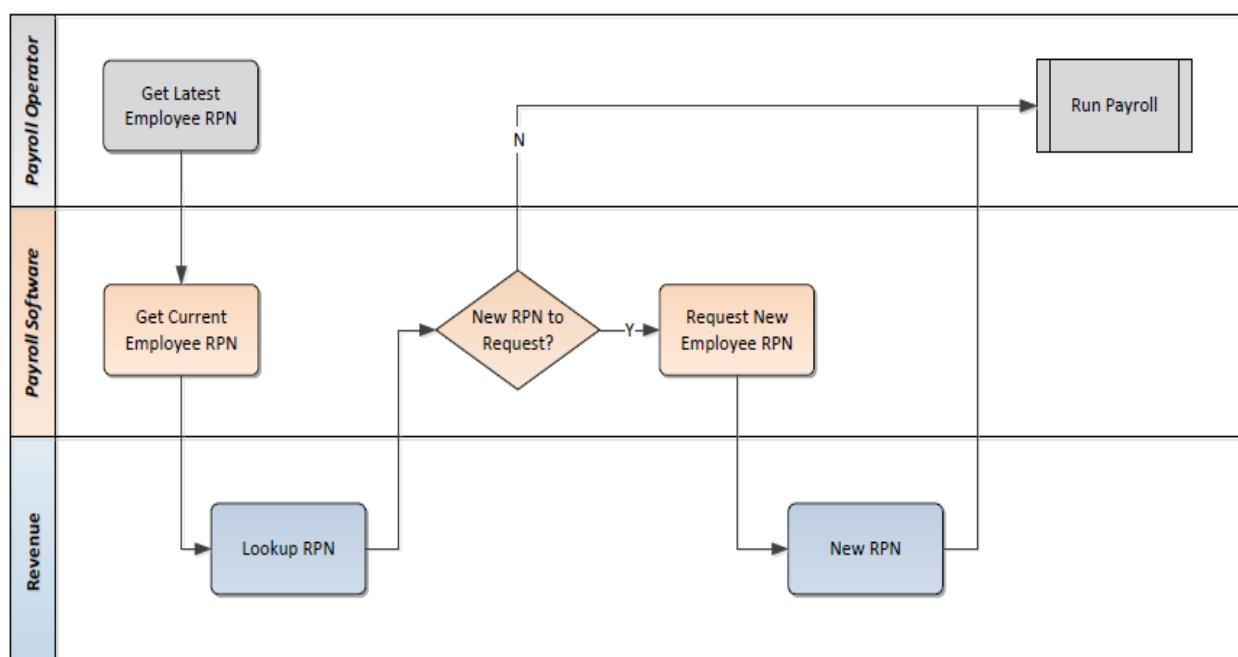 Payroll Operator
Get Latest
Employee RPN
Run Payroll
N
Payroll Software
Get Current
Employee RPN
New RPN to
Request?
Y
Request New
Employee RPN
Revenue
Lookup RPN
New RPN